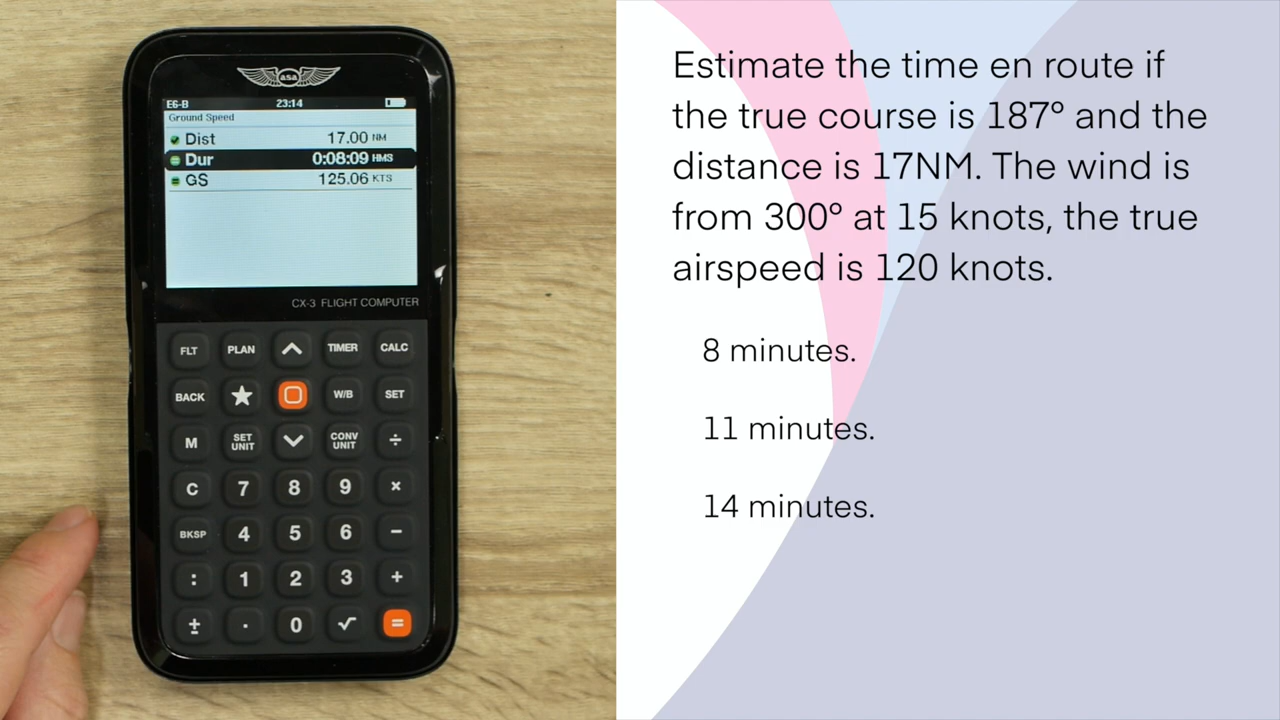 asa
E6-B 23:14
Ground Speed
Dist 17.00 NM
Dur 0:08:09 HMS
GS 125.06 KTS
CX-3 FLIGHT COMPUTER
FLT PLAN TIMER CALC
BACK W/B SET
M SET UNIT CONV UNIT ÷
C 7 8 9 ×
BKSP 4 5 6 −
: 1 2 3 +
± . 0 √ =
Estimate the time en route if
the true course is 187° and the
distance is 17NM. The wind is
from 300° at 15 knots, the true
airspeed is 120 knots.
8 minutes.
11 minutes.
14 minutes.